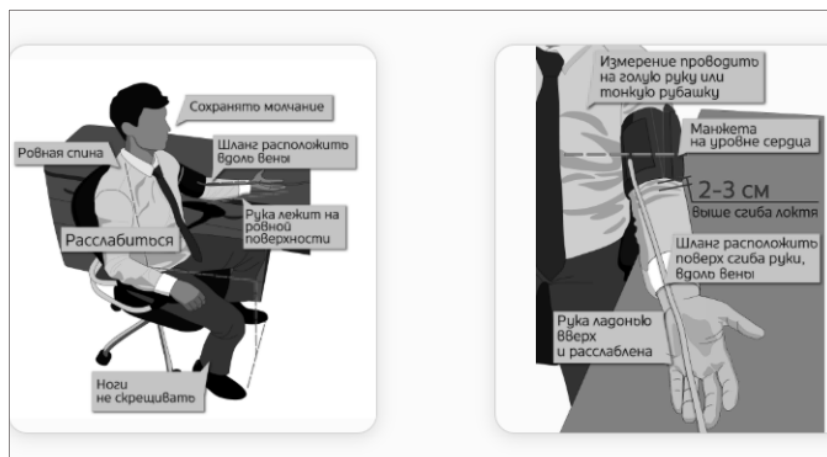 Сохранять молчание
Ровная спина
Шланг расположить
вдоль вены
Рука лежит на
ровной
поверхности
Расслабиться
Ноги
не скрещивать
Измерение проводить
на голую руку или
тонкую рубашку
Манжета
на уровне сердца
2-3 см
выше сгиба локтя
Шланг расположить
поверх сгиба руки,
вдоль вены
Рука ладонью
вверх
и расслаблена